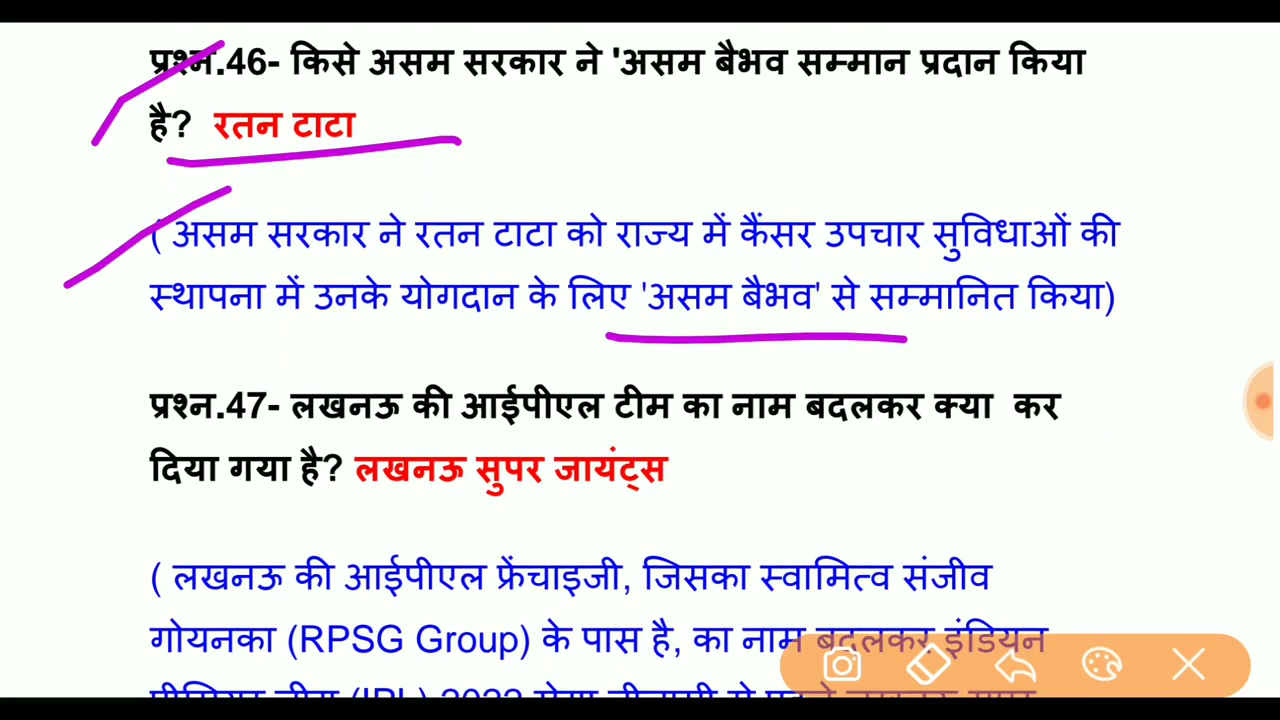 प्रश्न.46- किसे असम सरकार ने 'असम बैभव सम्मान प्रदान किया
है? रतन टाटा
( असम सरकार ने रतन टाटा को राज्य में कैंसर उपचार सुविधाओं की
स्थापना में उनके योगदान के लिए 'असम बैभव' से सम्मानित किया)
प्रश्न.47- लखनऊ की आईपीएल टीम का नाम बदलकर क्या कर
दिया गया है? लखनऊ सुपर जायंट्स
( लखनऊ की आईपीएल फ्रेंचाइजी, जिसका स्वामित्व संजीव
गोयनका (RPSG Group) के पास है, का नाम बदलकर इंडियन